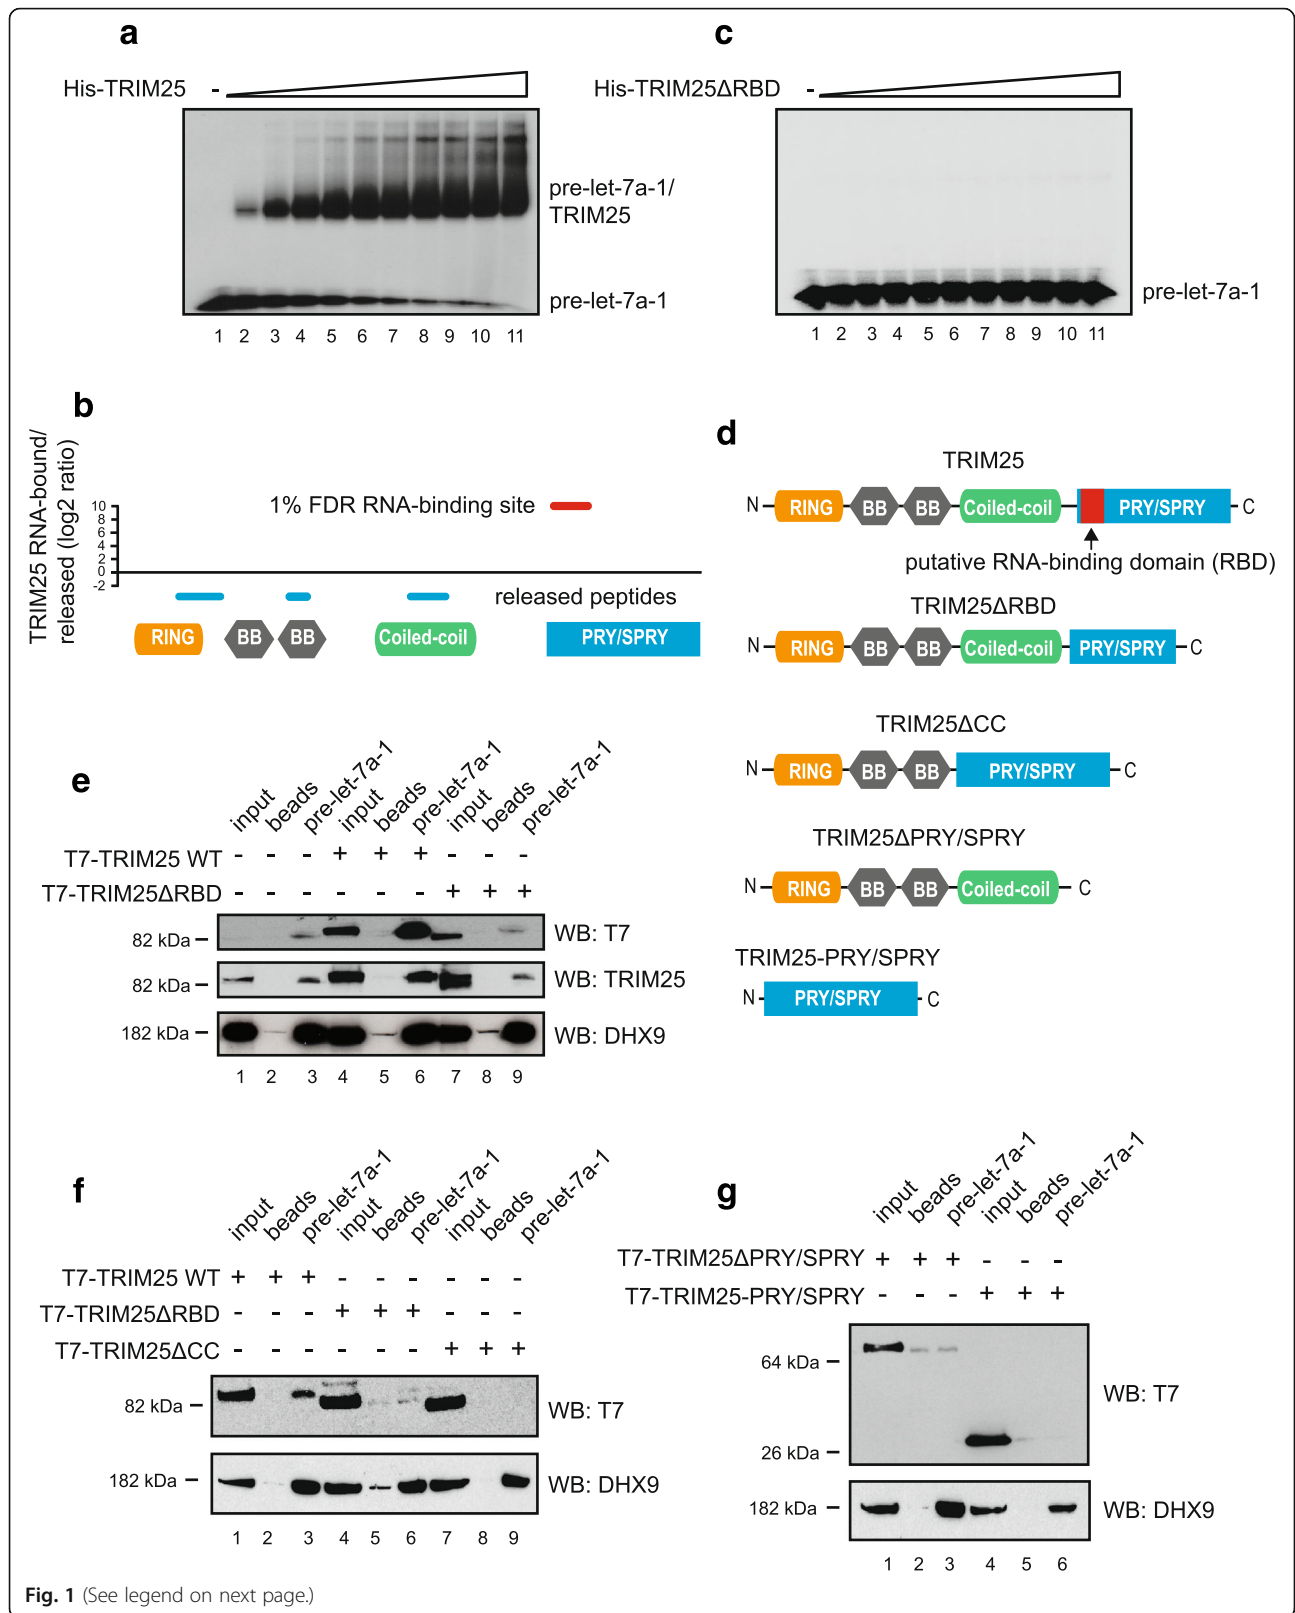 a
His-TRIM25
-
pre-let-7a-1/
TRIM25
pre-let-7a-1
1 2 3 4 5 6 7 8 9 10 11
c
His-TRIM25ΔRBD
-
pre-let-7a-1
1 2 3 4 5 6 7 8 9 10 11
b
TRIM25 RNA-bound/
released (log2 ratio)
10
8
6
4
2
0
-2
1% FDR RNA-binding site
released peptides
RING BB BB Coiled-coil PRY/SPRY
d
TRIM25
N RING BB BB Coiled-coil PRY/SPRY C
putative RNA-binding domain (RBD)
TRIM25ΔRBD
N RING BB BB Coiled-coil PRY/SPRY C
TRIM25ΔCC
N RING BB BB PRY/SPRY C
TRIM25ΔPRY/SPRY
N RING BB BB Coiled-coil C
TRIM25-PRY/SPRY
N PRY/SPRY C
e
input beads pre-let-7a-1 input beads pre-let-7a-1 input beads pre-let-7a-1
T7-TRIM25 WT - - - + + + - - -
T7-TRIM25ΔRBD - - - - - - + + +
82 kDa WB: T7
82 kDa WB: TRIM25
182 kDa WB: DHX9
1 2 3 4 5 6 7 8 9
f
input beads pre-let-7a-1 input beads pre-let-7a-1 input beads pre-let-7a-1
T7-TRIM25 WT + + + - - - - - -
T7-TRIM25ΔRBD - - - + + + - - -
T7-TRIM25ΔCC - - - - - - + + +
82 kDa WB: T7
182 kDa WB: DHX9
1 2 3 4 5 6 7 8 9
g
input beads pre-let-7a-1 input beads pre-let-7a-1
T7-TRIM25ΔPRY/SPRY + + + - - -
T7-TRIM25-PRY/SPRY - - - + + +
64 kDa
WB: T7
26 kDa
182 kDa WB: DHX9
1 2 3 4 5 6
Fig. 1 (See legend on next page.)